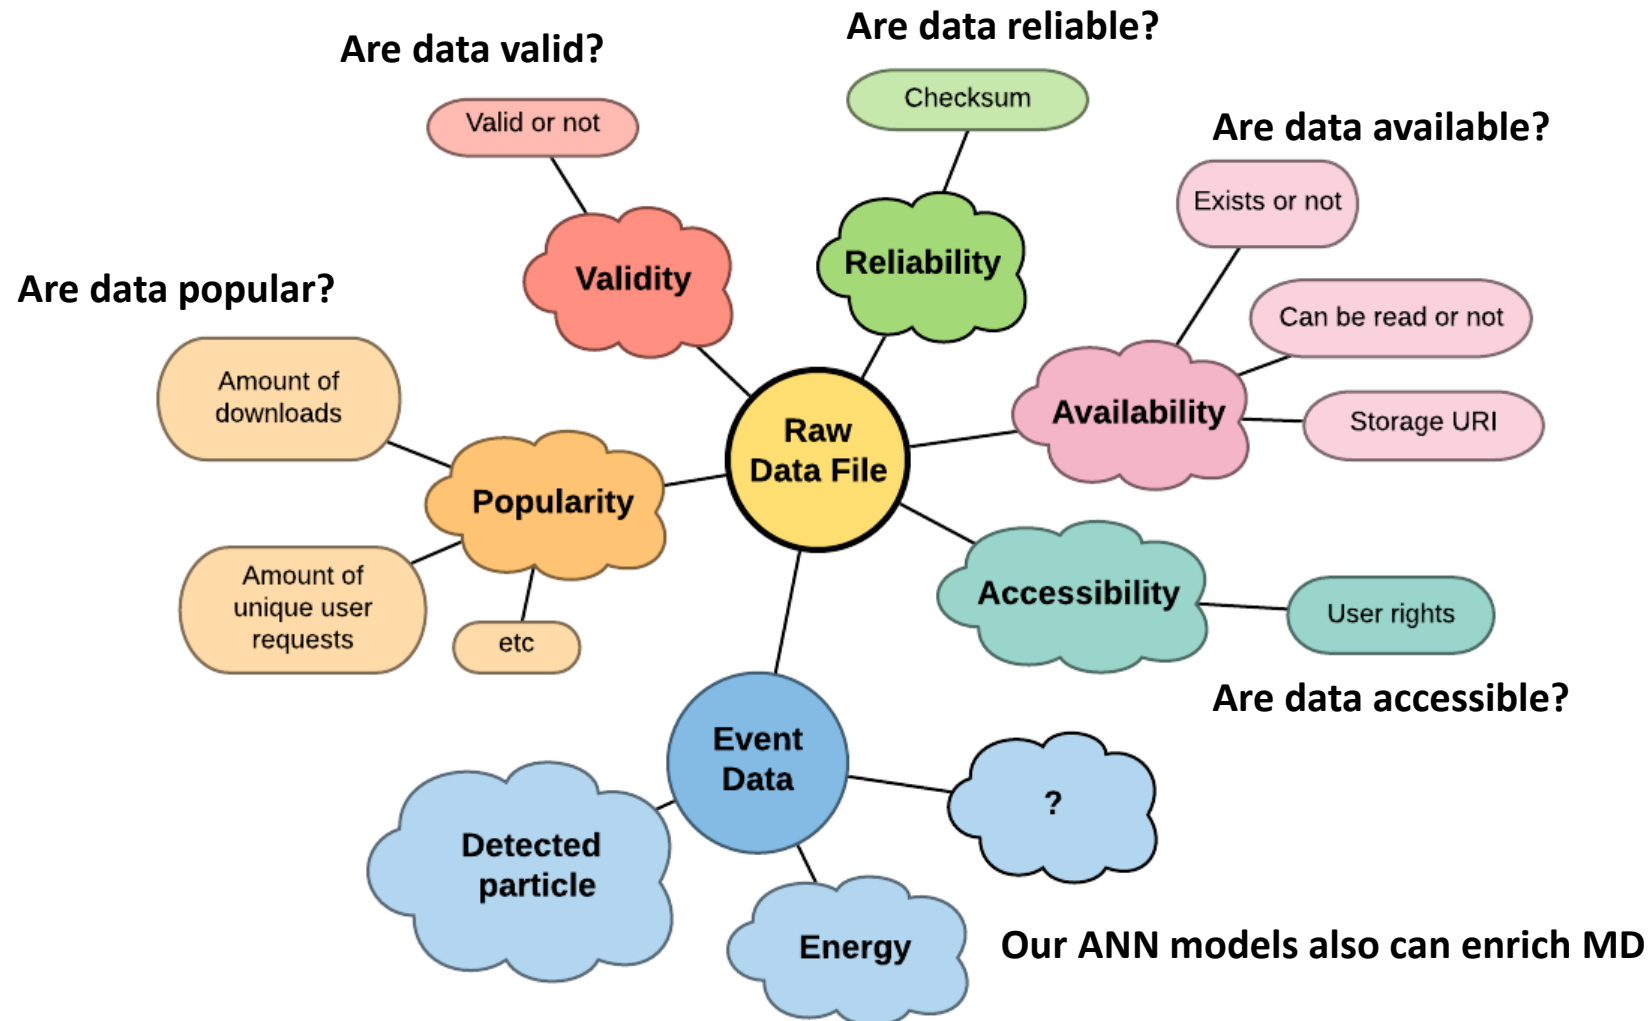 Are data reliable?
Are data valid?
Checksum
Valid or not
Are data available?
Exists or not
Reliability
Validity
Are data popular?
Can be read or not
Amount of
downloads
Availability
Storage URI
Raw
Data File
Popularity
Amount of
unique user
requests
etc
Accessibility
User rights
Are data accessible?
Event
Data
?
Detected
particle
Energy
Our ANN models also can enrich MD